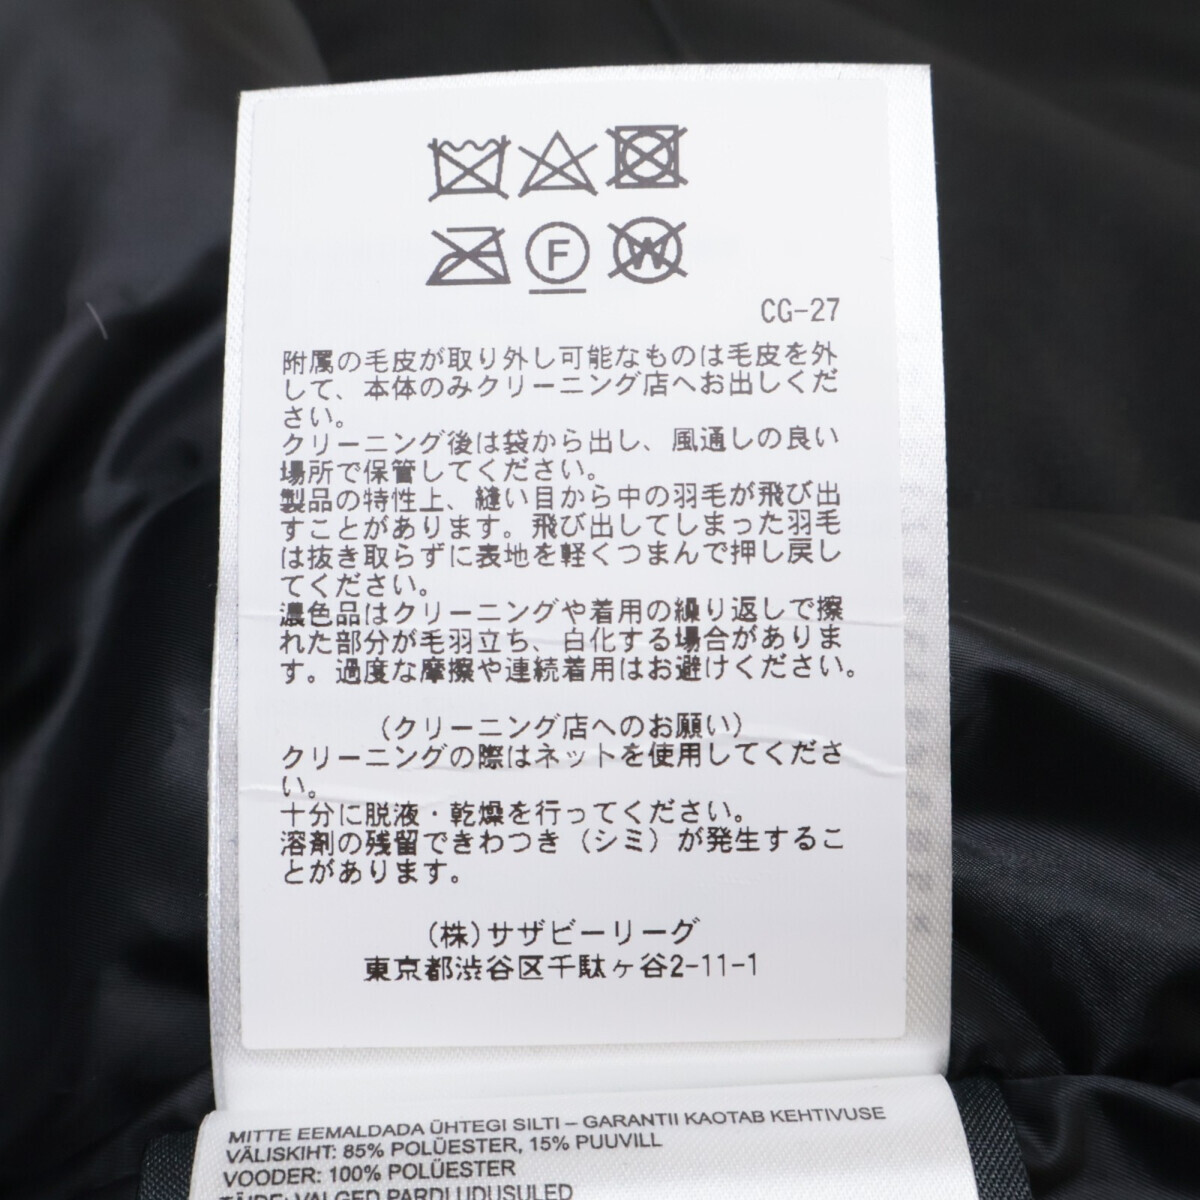 F
W
CG-27
附属の毛皮が取り外し可能なものは毛皮を外
して、本体のみクリーニング店へお出しくだ
さい。
クリーニング後は袋から出し、風通しの良い
場所で保管してください。
製品の特性上、縫い目から中の羽毛が飛び出
すことがあります。飛び出してしまった羽毛
は抜き取らずに表地を軽くつまんで押し戻し
てください。
濃色品はクリーニングや着用の繰り返しで擦
れた部分が毛羽立ち、白化する場合がありま
す。過度な摩擦や連続着用はお避けください。
(クリーニング店へのお願い)
クリーニングの際はネットを使用してくださ
い。
十分に脱液・乾燥を行ってください。
溶剤の残留できわつき(シミ)が発生するこ
とがあります。
(株)サザビーリーグ
東京都渋谷区千駄ヶ谷2-11-1
MITTE EEMALDADA ÜHTEGI SILTI – GARANTII KAOTAB KEHTIVUSE
VÄLISKIHT: 85% POLÜESTER, 15% PUUVILL
VOODER: 100% POLÜESTER
TÄIDE: VALGED PARDI UDUSULED